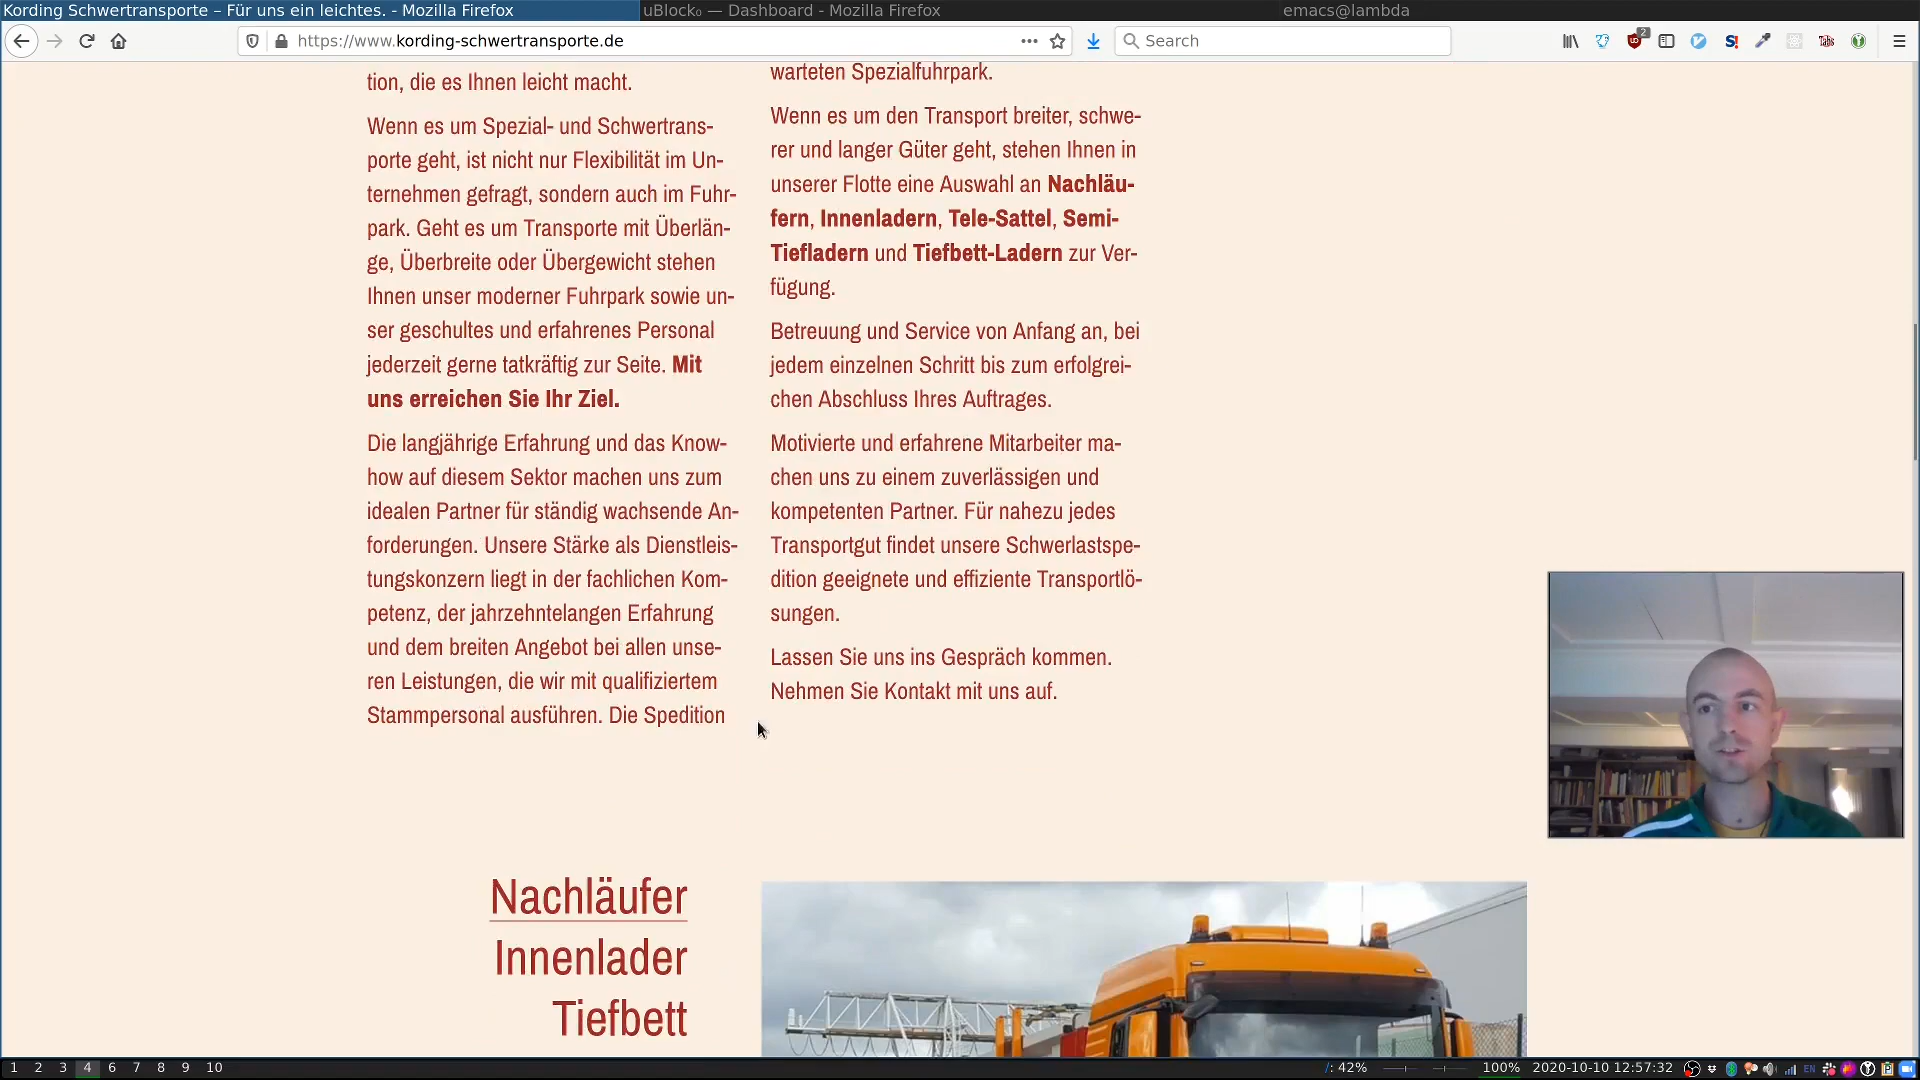 Kording Schwertransporte – Für uns ein leichtes. - Mozilla Firefox
uBlock₀ — Dashboard - Mozilla Firefox
emacs@lambda
https://www.kording-schwertransporte.de
Search
2
tion, die es Ihnen leicht macht.
Wenn es um Spezial- und Schwertrans-
porte geht, ist nicht nur Flexibilität im Un-
ternehmen gefragt, sondern auch im Fuhr-
park. Geht es um Transporte mit Überlän-
ge, Überbreite oder Übergewicht stehen
Ihnen unser moderner Fuhrpark sowie un-
ser geschultes und erfahrenes Personal
jederzeit gerne tatkräftig zur Seite. Mit
uns erreichen Sie Ihr Ziel.
Die langjährige Erfahrung und das Know-
how auf diesem Sektor machen uns zum
idealen Partner für ständig wachsende An-
forderungen. Unsere Stärke als Dienstleis-
tungskonzern liegt in der fachlichen Kom-
petenz, der jahrzehntelangen Erfahrung
und dem breiten Angebot bei allen unse-
ren Leistungen, die wir mit qualifiziertem
Stammpersonal ausführen. Die Spedition
warteten Spezialfuhrpark.
Wenn es um den Transport breiter, schwe-
rer und langer Güter geht, stehen Ihnen in
unserer Flotte eine Auswahl an Nachläu-
fern, Innenladern, Tele-Sattel, Semi-
Tiefladern und Tiefbett-Ladern zur Ver-
fügung.
Betreuung und Service von Anfang an, bei
jedem einzelnen Schritt bis zum erfolgrei-
chen Abschluss Ihres Auftrages.
Motivierte und erfahrene Mitarbeiter ma-
chen uns zu einem zuverlässigen und
kompetenten Partner. Für nahezu jedes
Transportgut findet unsere Schwerlastspe-
dition geeignete und effiziente Transportlö-
sungen.
Lassen Sie uns ins Gespräch kommen.
Nehmen Sie Kontakt mit uns auf.
Nachläufer
Innenlader
Tiefbett
1 2 3 4 6 7 8 9 10
/: 42%
100%
2020-10-10 12:57:32
EN